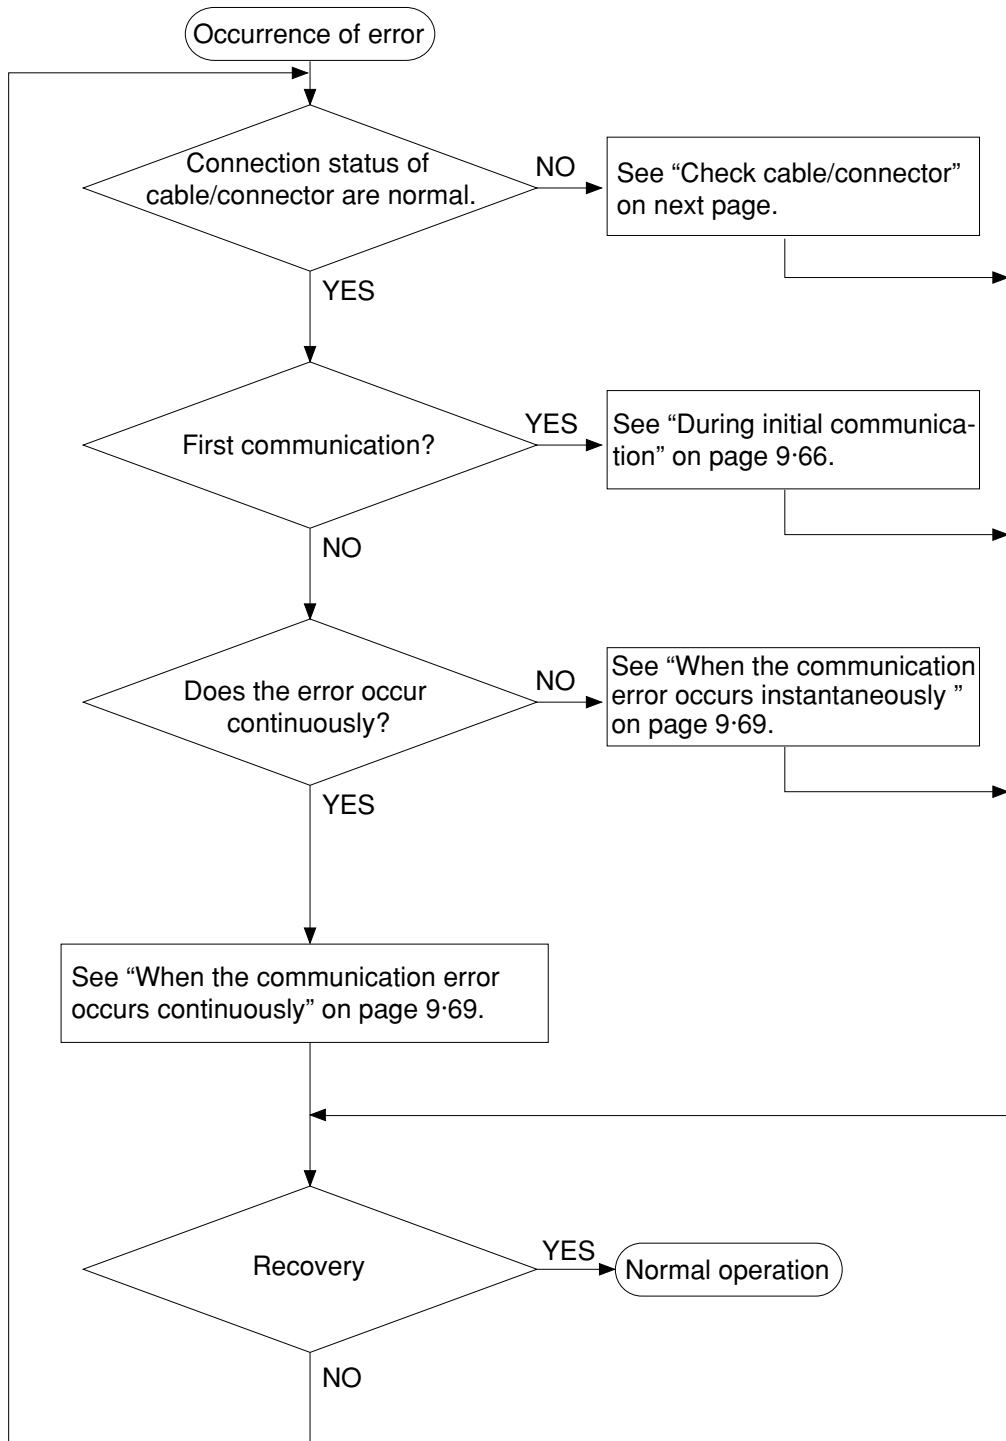 Occurrence of error
Connection status of
cable/connector are normal.
NO
See “Check cable/connector”
on next page.
YES
First communication?
YES
See “During initial communica-
tion” on page 9·66.
NO
Does the error occur
continuously?
NO
See “When the communication
error occurs instantaneously ”
on page 9·69.
YES
See “When the communication error
occurs continuously” on page 9·69.
Recovery
YES
Normal operation
NO